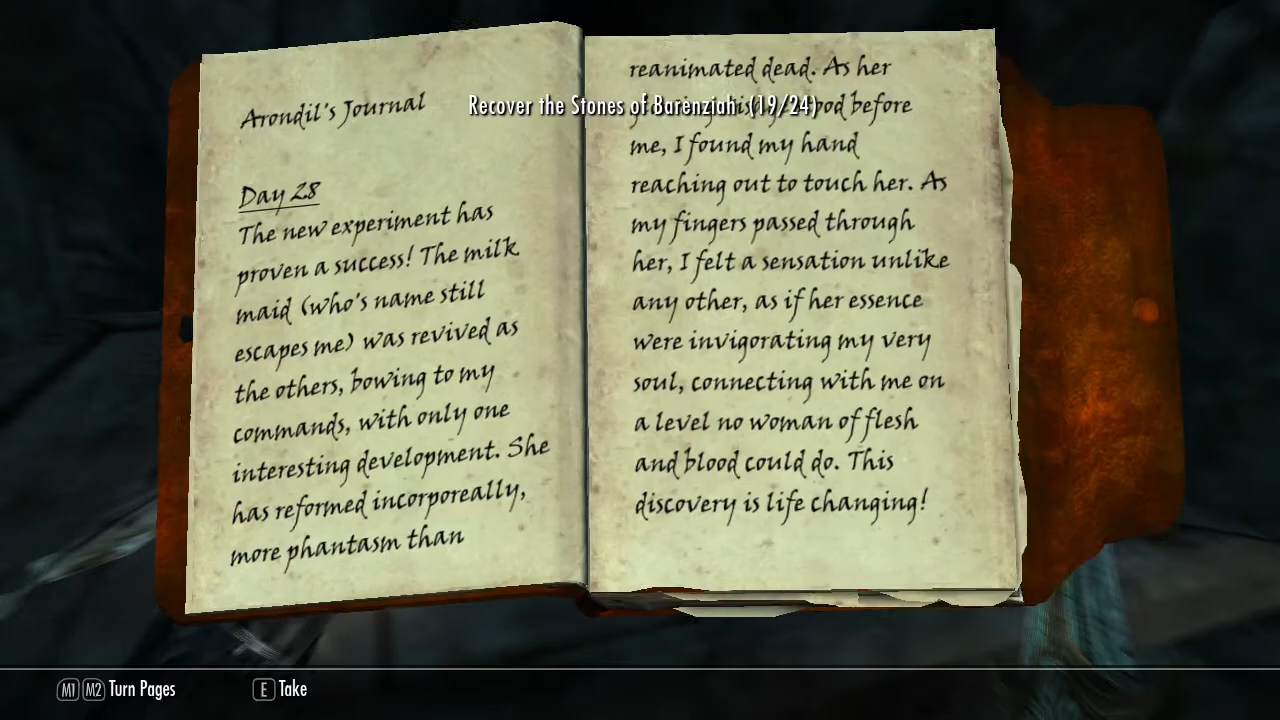 Arondil's Journal
Day 28
The new experiment has
proven a success! The milk
maid (who's name still
escapes me) was revived as
the others, bowing to my
commands, with only one
interesting development. She
has reformed incorporeally,
more phantasm than
reanimated dead. As her
before
me, I found my hand
reaching out to touch her. As
my fingers passed through
her, I felt a sensation unlike
any other, as if her essence
were invigorating my very
soul, connecting with me on
a level no woman of flesh
and blood could do. This
discovery is life changing!
Recover the Stones of Barenziah (19/24)
M1 M2 Turn Pages
E Take